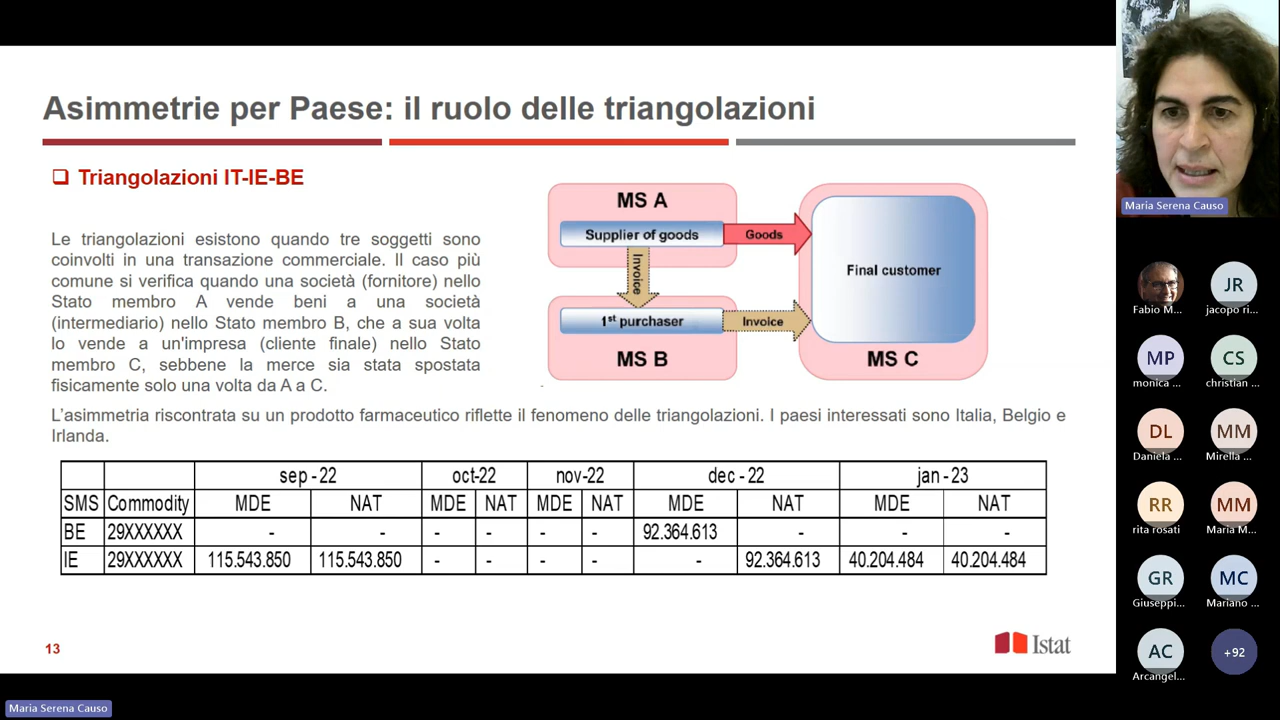 Asimmetrie per Paese: il ruolo delle triangolazioni
Triangolazioni IT-IE-BE
Le triangolazioni esistono quando tre soggetti sono
coinvolti in una transazione commerciale. Il caso più
comune si verifica quando una società (fornitore) nello
Stato membro A vende beni a una società
(intermediario) nello Stato membro B, che a sua volta
lo vende a un'impresa (cliente finale) nello Stato
membro C, sebbene la merce sia stata spostata
fisicamente solo una volta da A a C.
MS A
Supplier of goods
Goods
Invoice
1st purchaser
Invoice
MS B
Final customer
MS C
L'asimmetria riscontrata su un prodotto farmaceutico riflette il fenomeno delle triangolazioni. I paesi interessati sono Italia, Belgio e
Irlanda.
sep - 22 oct-22 nov-22 dec - 22 jan - 23
SMS Commodity MDE NAT MDE NAT MDE NAT MDE NAT MDE NAT
BE 29XXXXXX - - - - - - 92.364.613 - - -
IE 29XXXXXX 115.543.850 115.543.850 - - - - - 92.364.613 40.204.484 40.204.484
13
Istat
Maria Serena Causo
Maria Serena Causo
Fabio M...
JR
jacopo ri...
MP
monica ...
CS
christian ...
DL
Daniela ...
MM
Mirella ...
RR
rita rosati
MM
Maria M...
GR
Giuseppi...
MC
Mariano ...
AC
Arcangel...
+92